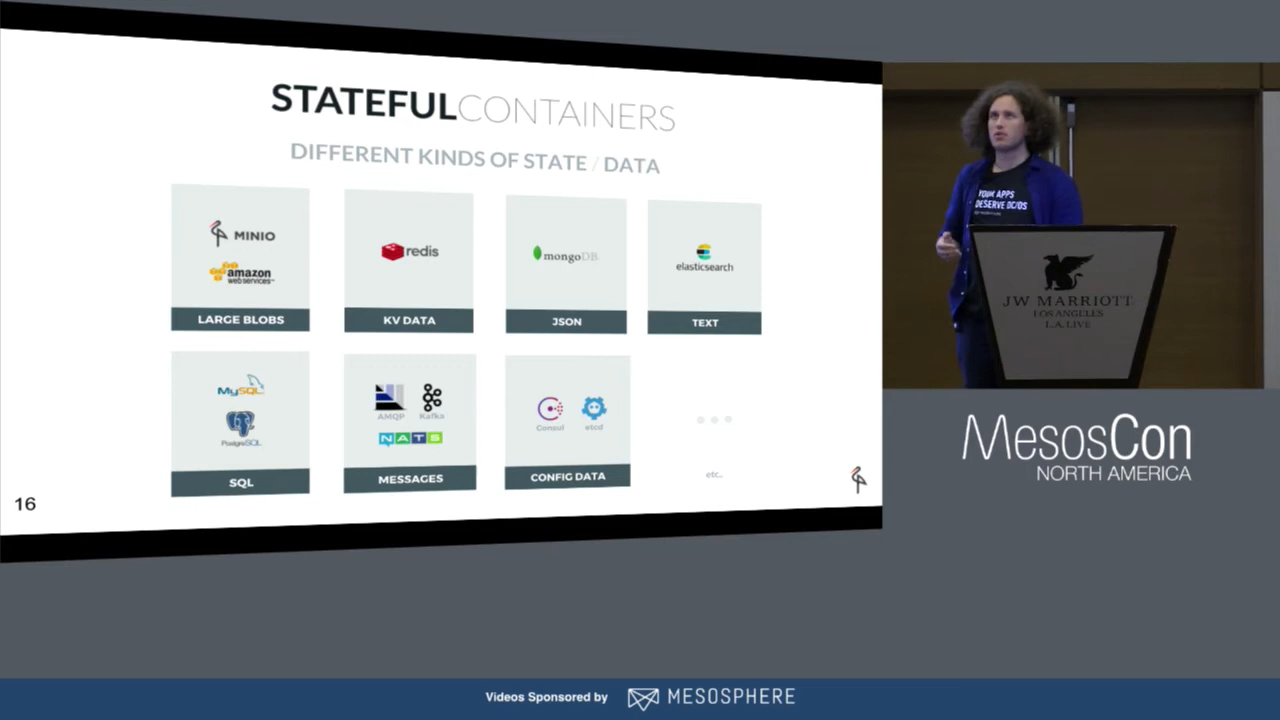 STATEFULCONTAINERS
DIFFERENT KINDS OF STATE / DATA
MINIO
amazon
webservices™
LARGE BLOBS
redis
KV DATA
mongoDB
JSON
elasticsearch
TEXT
MySQL
PostgreSQL
SQL
AMQP
Kafka
NATS
MESSAGES
Consul
etcd
CONFIG DATA
etc..
16
YOUR APPS
DESERVE DC/OS
JW MARRIOTT
LOS ANGELES
L.A. LIVE
MesosCon
NORTH AMERICA
Videos Sponsored by
MESOSPHERE